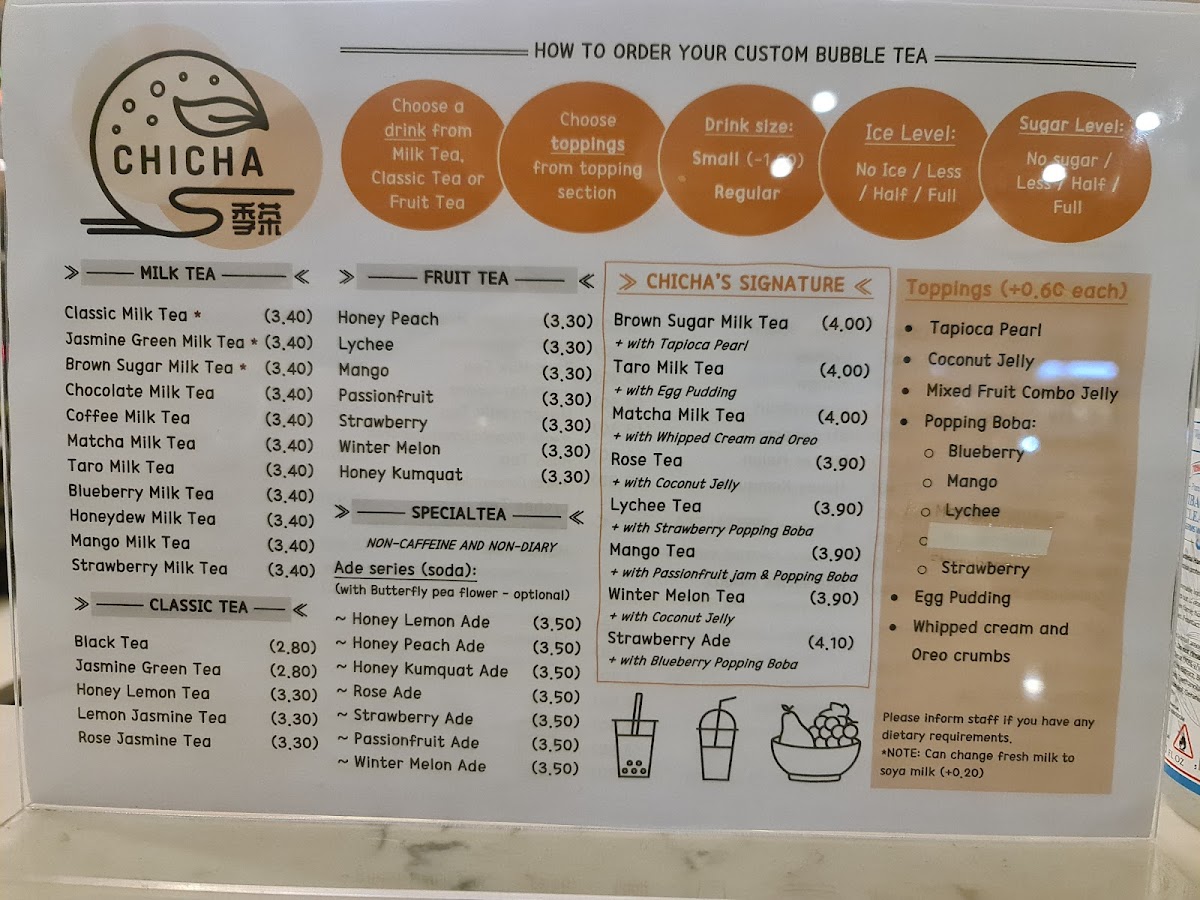 CHICHA
季茶
HOW TO ORDER YOUR CUSTOM BUBBLE TEA
Choose a
drink from
Milk Tea,
Classic Tea or
Fruit Tea
Choose
toppings
from topping
section
Drink size:
Small
Regular
Ice Level:
No Ice / Less
/ Half / Full
Sugar Level:
No sugar /
Less / Half /
Full
MILK TEA
Classic Milk Tea * (3.40)
Jasmine Green Milk Tea * (3.40)
Brown Sugar Milk Tea * (3.40)
Chocolate Milk Tea (3.40)
Coffee Milk Tea (3.40)
Matcha Milk Tea (3.40)
Taro Milk Tea (3.40)
Blueberry Milk Tea (3.40)
Honeydew Milk Tea (3.40)
Mango Milk Tea (3.40)
Strawberry Milk Tea (3.40)
CLASSIC TEA
Black Tea (2.80)
Jasmine Green Tea (2.80)
Honey Lemon Tea (3.30)
Lemon Jasmine Tea (3.30)
Rose Jasmine Tea (3.30)
FRUIT TEA
Honey Peach (3.30)
Lychee (3.30)
Mango (3.30)
Passionfruit (3.30)
Strawberry (3.30)
Winter Melon (3.30)
Honey Kumquat (3.30)
SPECIALTEA
NON-CAFFEINE AND NON-DIARY
Ade series (soda):
(with Butterfly pea flower - optional)
~ Honey Lemon Ade (3.50)
~ Honey Peach Ade (3.50)
~ Honey Kumquat Ade (3.50)
~ Rose Ade (3.50)
~ Strawberry Ade (3.50)
~ Passionfruit Ade (3.50)
~ Winter Melon Ade (3.50)
CHICHA'S SIGNATURE
Brown Sugar Milk Tea (4.00)
+ with Tapioca Pearl
Taro Milk Tea (4.00)
+ with Egg Pudding
Matcha Milk Tea (4.00)
+ with Whipped Cream and Oreo
Rose Tea (3.90)
+ with Coconut Jelly
Lychee Tea (3.90)
+ with Strawberry Popping Boba
Mango Tea (3.90)
+ with Passionfruit jam & Popping Boba
Winter Melon Tea (3.90)
+ with Coconut Jelly
Strawberry Ade (4.10)
+ with Blueberry Popping Boba
Toppings (+0.60 each)
• Tapioca Pearl
• Coconut Jelly
• Mixed Fruit Combo Jelly
• Popping Boba:
○ Blueberry
○ Mango
○ Lychee
○ Strawberry
• Egg Pudding
• Whipped cream and
Oreo crumbs
Please inform staff if you have any
dietary requirements.
*NOTE: Can change fresh milk to
soya milk (+0.20)